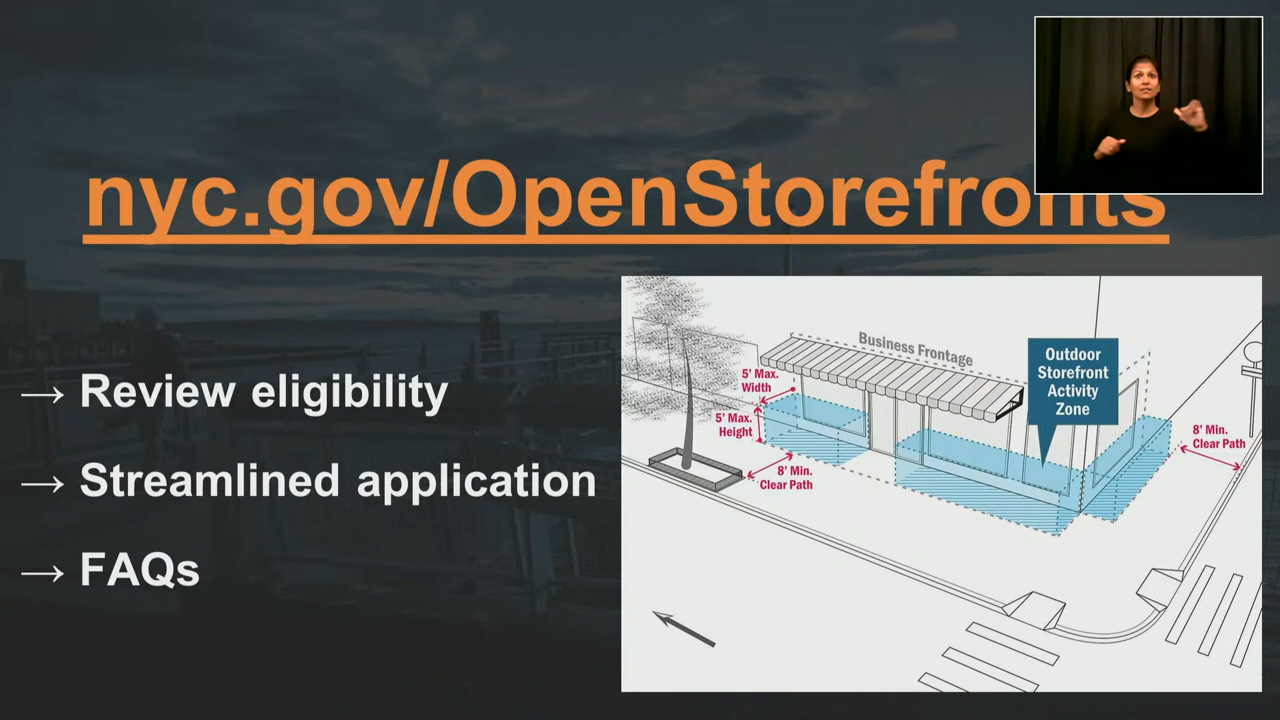 nyc.gov/OpenStorefronts
→ Review eligibility
→ Streamlined application
→ FAQs
Business Frontage
5’ Max.
Width
5’ Max.
Height
8’ Min.
Clear Path
Outdoor
Storefront
Activity
Zone
8’ Min.
Clear Path